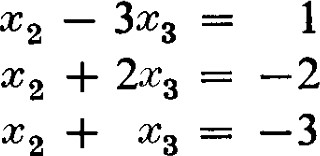 x₂ − 3x₃ = 1
x₂ + 2x₃ = −2
x₂ + x₃ = −3